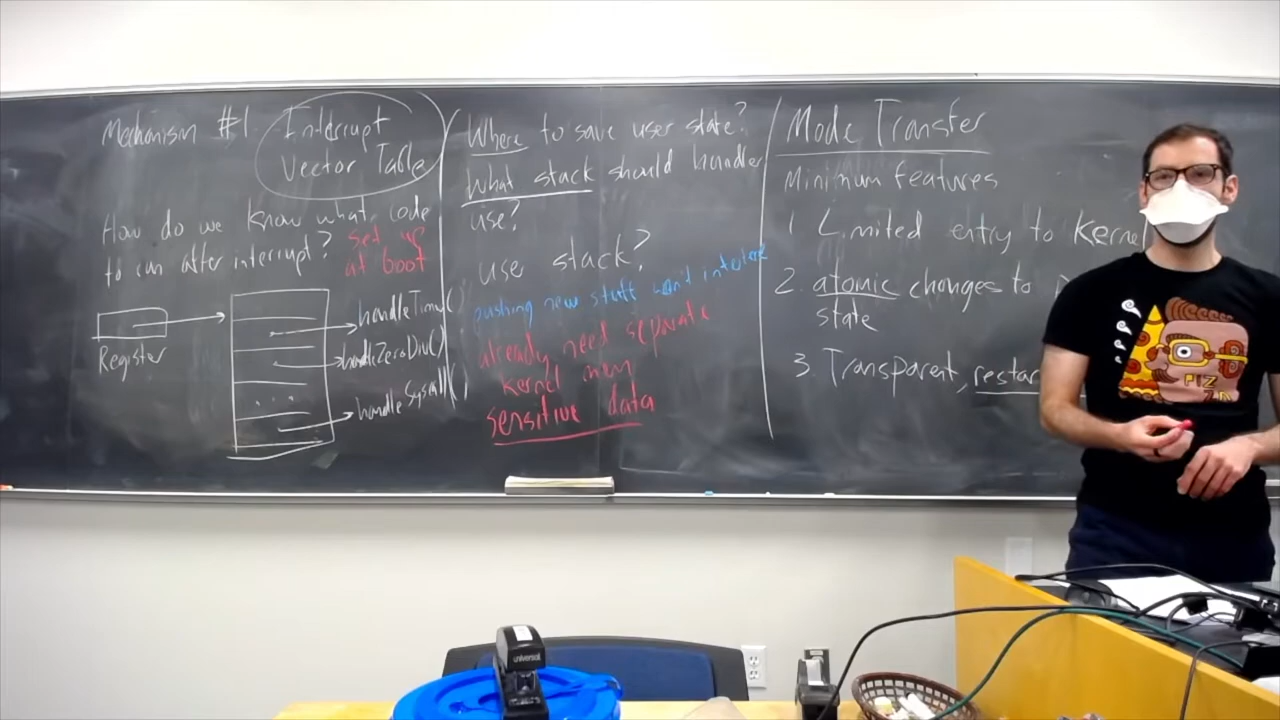 Mechanism #1.
Interrupt
Vector Table
How do we know what code
to run after interrupt?
set up
at boot
Register
handleTimer()
handleZeroDiv()
...
handleSyscall()
Where to save user state?
What stack should handler
use?
use stack?
pushing new stuff won't interfere
already need separate
kernel mem
sensitive data
Mode Transfer
Minimum features
1 Limited entry to Kernel
2. atomic changes to
state
3. Transparent, restar
PIZ
universal